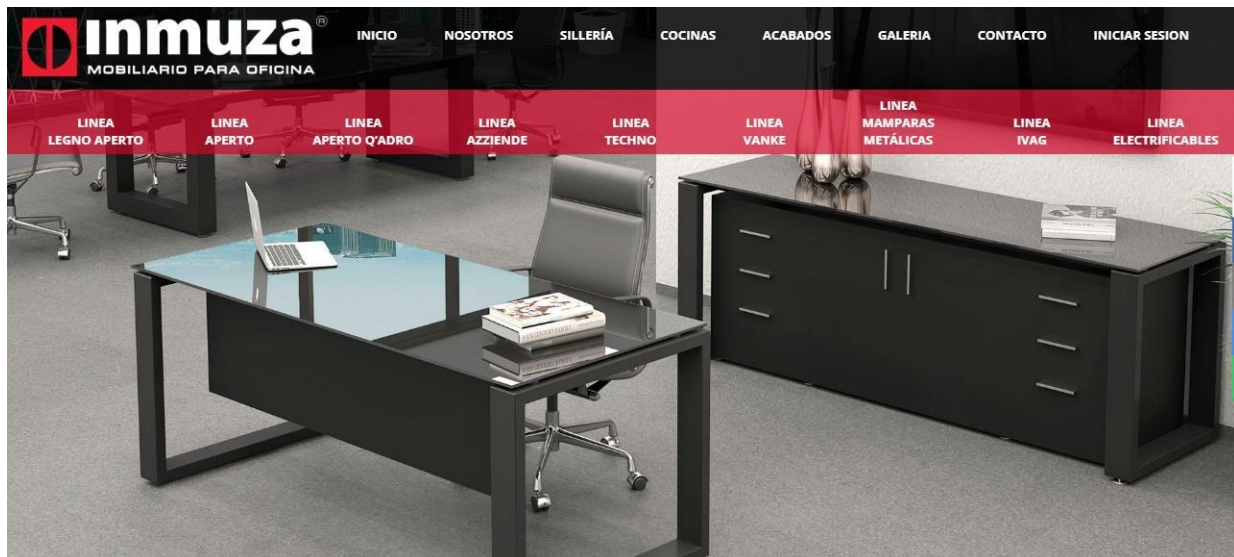 Inmuza®
MOBILIARIO PARA OFICINA
INICIO NOSOTROS SILLERÍA COCINAS ACABADOS GALERIA CONTACTO INICIAR SESION
LINEA
LEGNO APERTO
LINEA
APERTO
LINEA
APERTO Q'ADRO
LINEA
AZZIENDE
LINEA
TECHNO
LINEA
VANKE
LINEA
MAMPARAS
METÁLICAS
LINEA
IVAG
LINEA
ELECTRIFICABLES